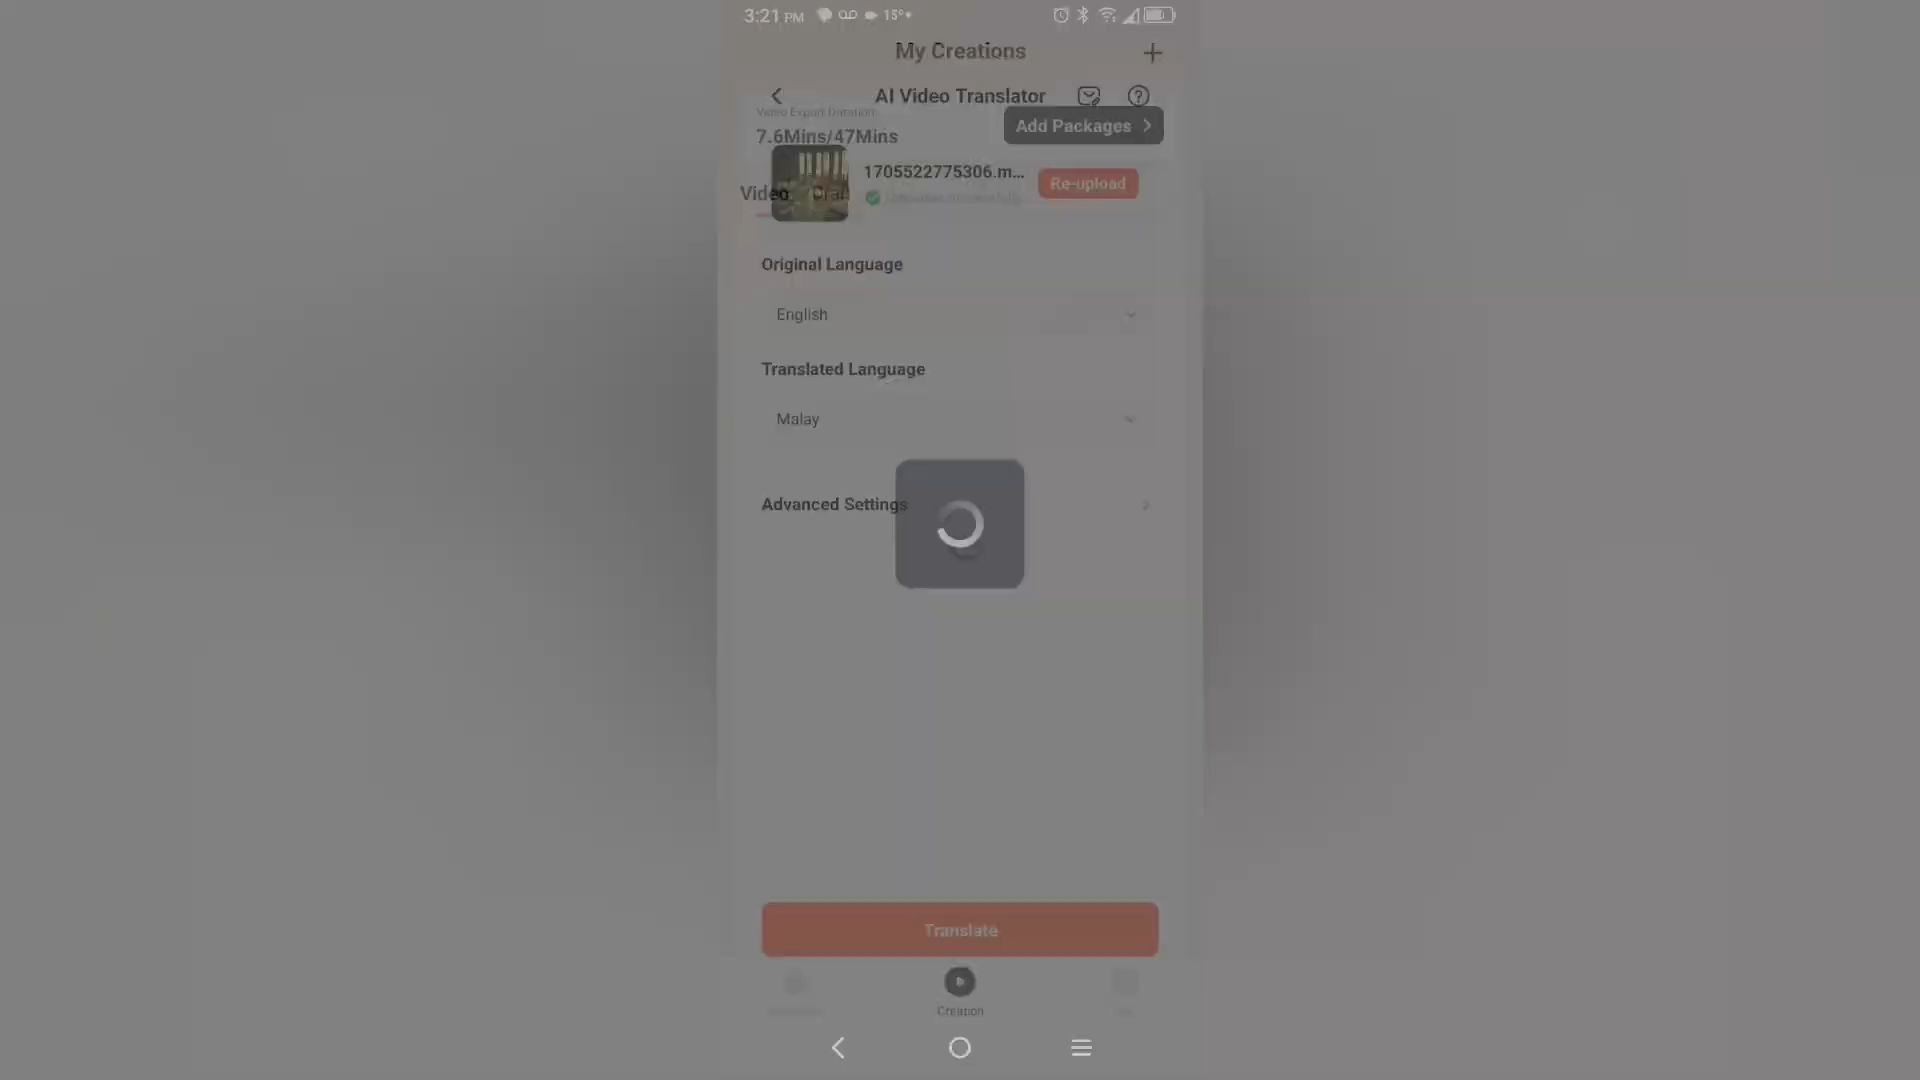 3:21 PM 15°
My Creations
AI Video Translator
Video Export Duration
7.6Mins/47Mins
Add Packages
1705522775306.m...
Re-upload
Video
Original Language
English
Translated Language
Malay
Advanced Settings
Translate
Creation